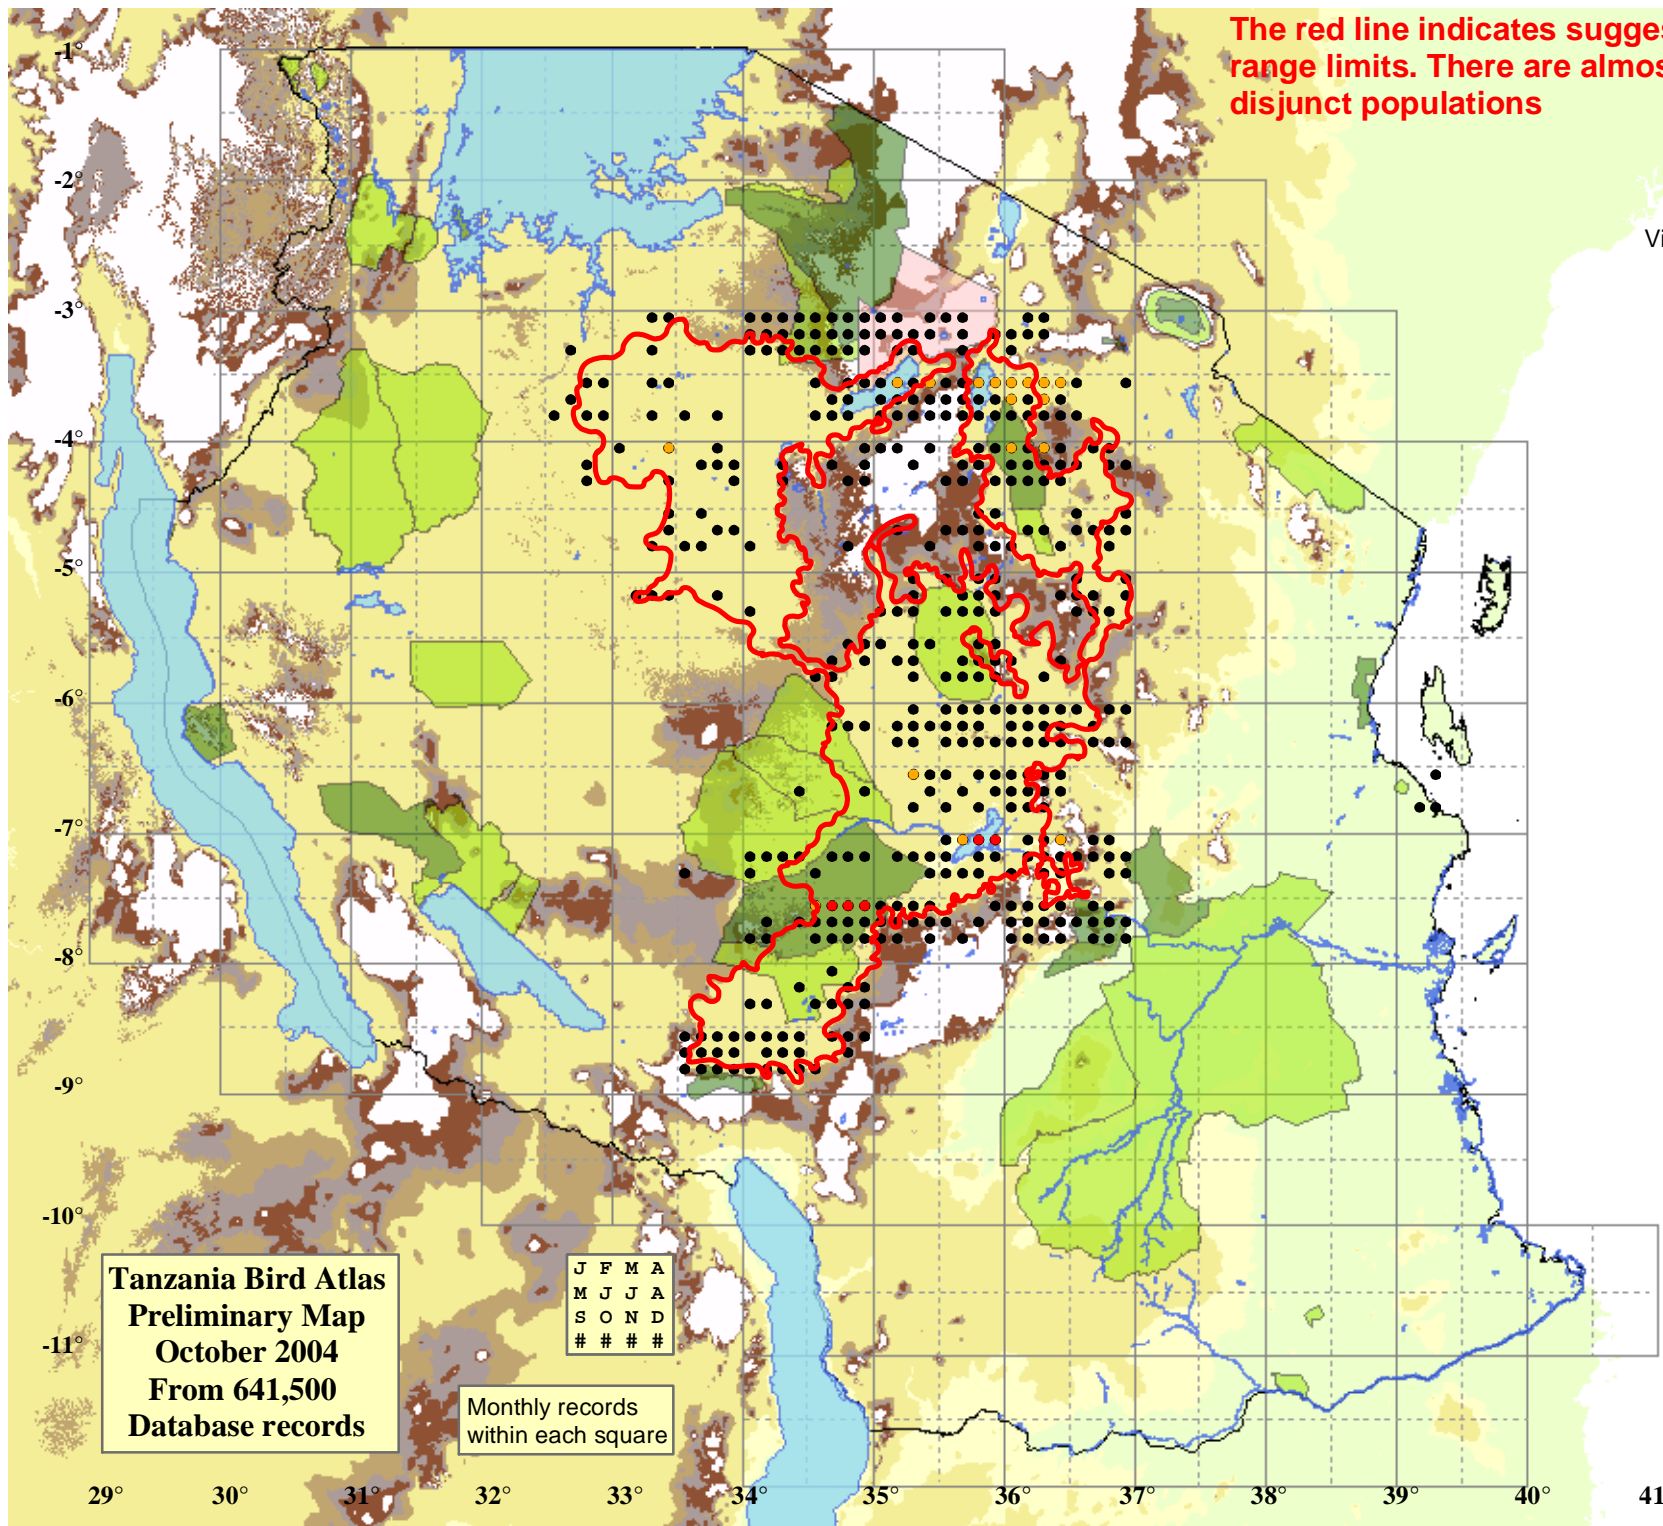 The red line indicates sugges
range limits. There are almos
disjunct populations
Vi
-1°
-2°
-3°
-4°
-5°
-6°
-7°
-8°
-9°
-10°
-11°
Tanzania Bird Atlas
Preliminary Map
October 2004
From 641,500
Database records
J F M A
M J J A
S O N D
# # # #
Monthly records
within each square
29° 30° 31° 32° 33° 34° 35° 36° 37° 38° 39° 40° 41